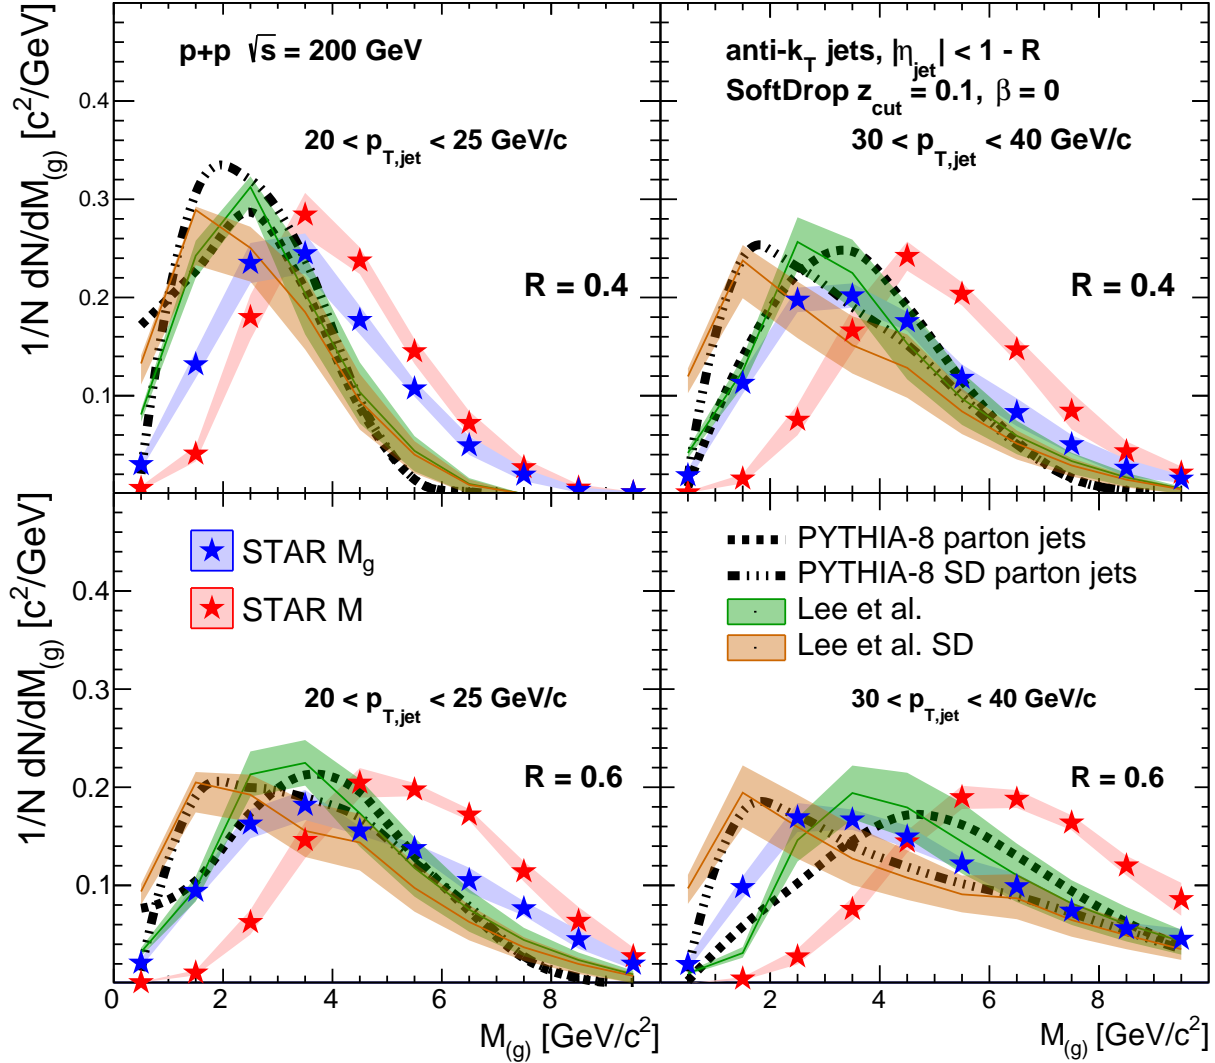 p+p √s = 200 GeV
20 < p_T,jet < 25 GeV/c
R = 0.4
1/N dN/dM_(g) [c^2/GeV]
0.4
0.3
0.2
0.1
anti-k_T jets, |η_jet| < 1 - R
SoftDrop z_cut = 0.1, β = 0
30 < p_T,jet < 40 GeV/c
R = 0.4
STAR M_g
STAR M
20 < p_T,jet < 25 GeV/c
R = 0.6
1/N dN/dM_(g) [c^2/GeV]
0.4
0.3
0.2
0.1
0
0 2 4 6 8
M_(g) [GeV/c^2]
PYTHIA-8 parton jets
PYTHIA-8 SD parton jets
Lee et al.
Lee et al. SD
30 < p_T,jet < 40 GeV/c
R = 0.6
2 4 6 8
M_(g) [GeV/c^2]